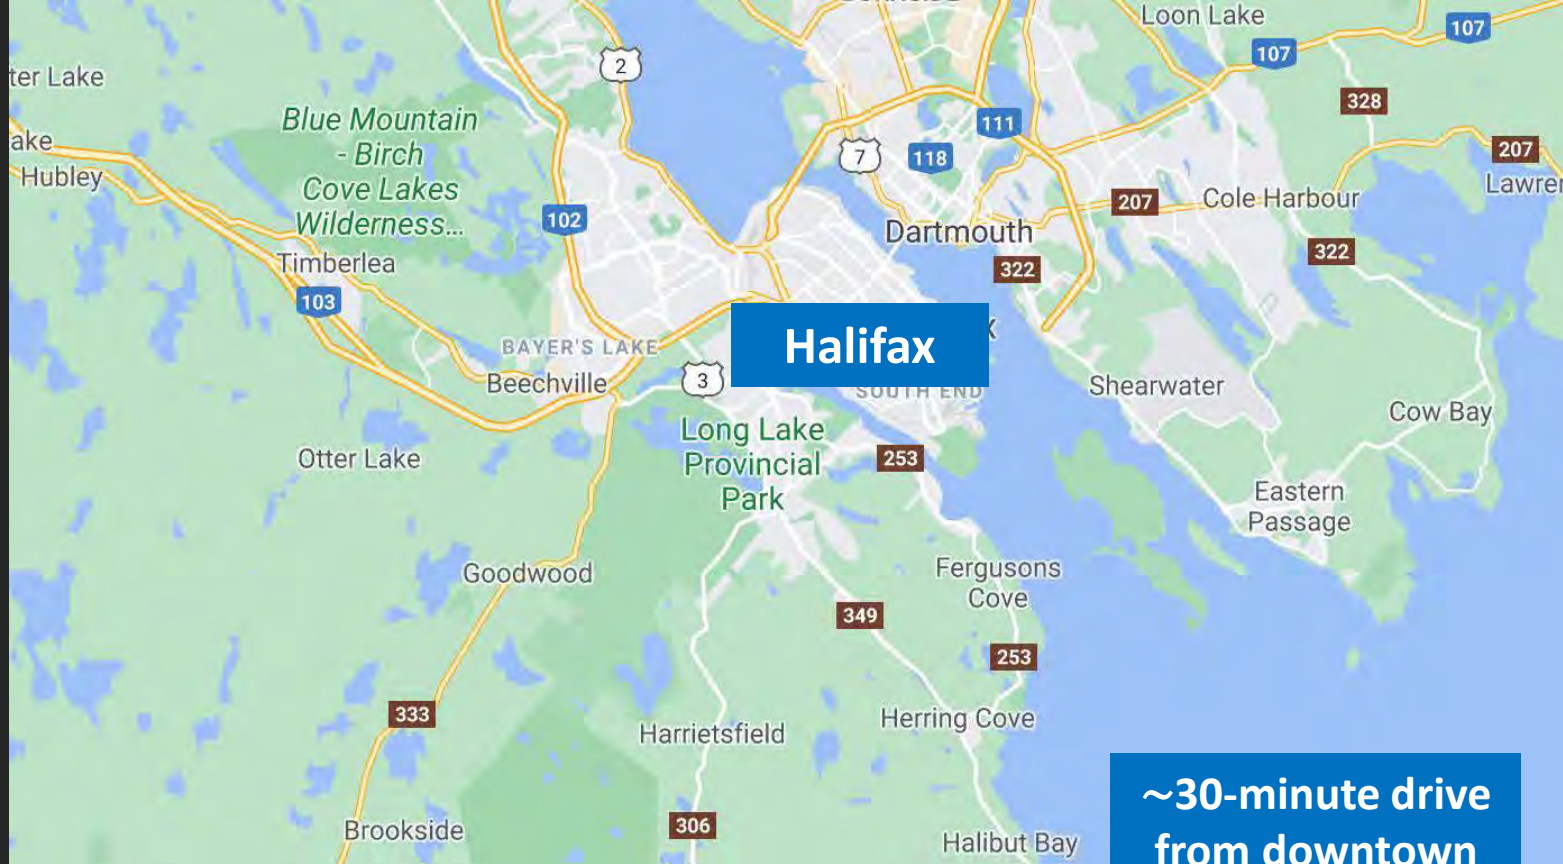 Loon Lake
107
107
2
ter Lake
328
Blue Mountain
- Birch
Cove Lakes
Wilderness...
111
ake
Hubley
7
118
207
Lawrer
207
Cole Harbour
102
Dartmouth
322
322
Timberlea
103
Halifax
BAYER'S LAKE
Beechville
3
SOUTH END
Shearwater
Cow Bay
Long Lake
Provincial
Park
253
Otter Lake
Eastern
Passage
Goodwood
Fergusons
Cove
349
253
333
Harrietsfield
Herring Cove
306
Brookside
Halibut Bay
~30-minute drive
from downtown